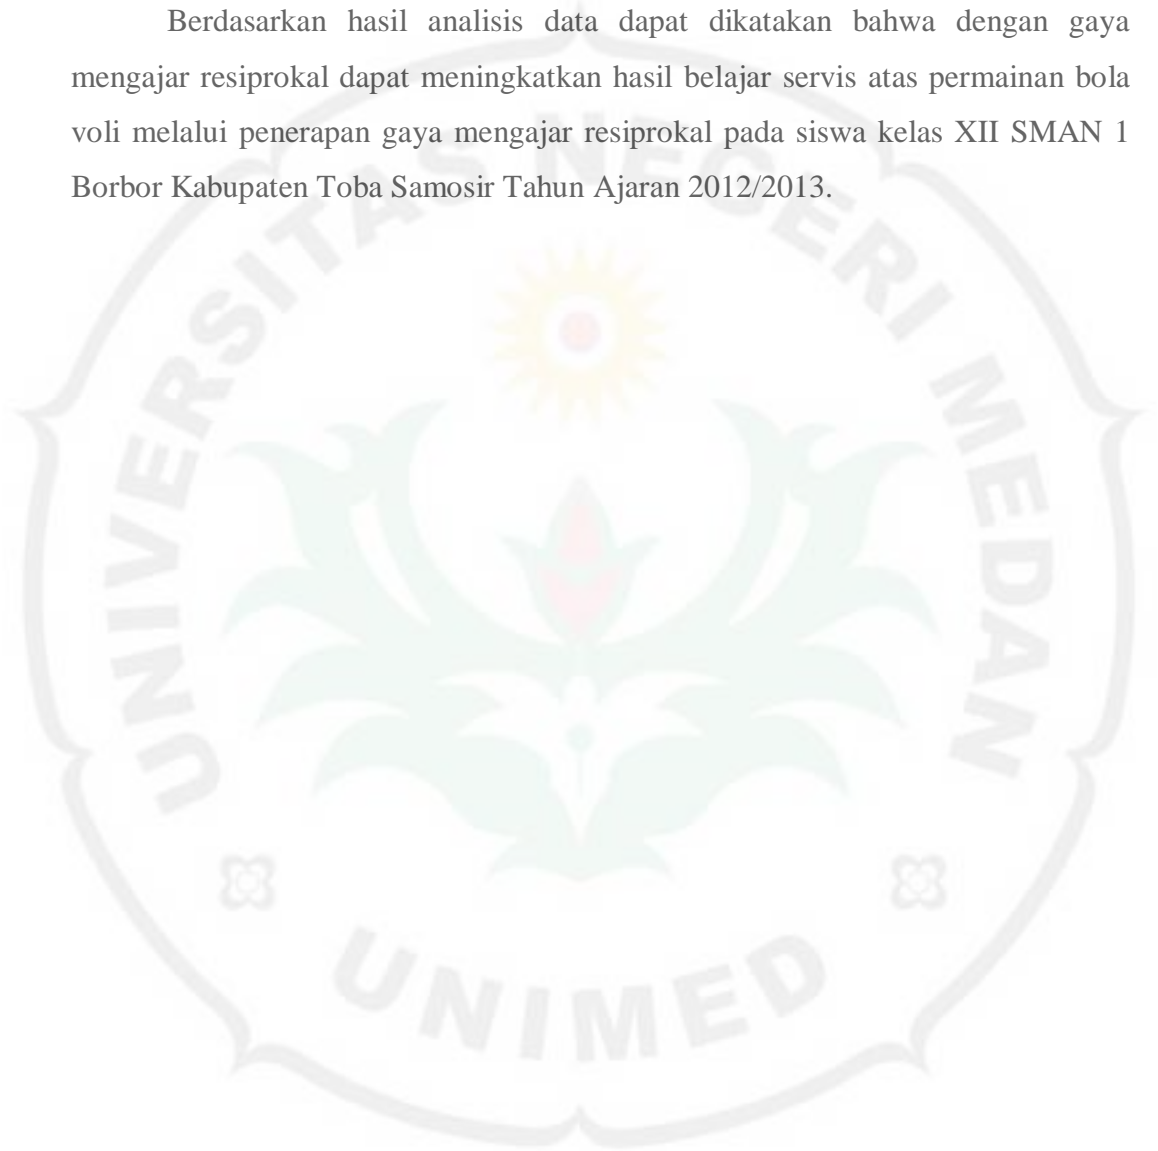 Berdasarkan hasil analisis data dapat dikatakan bahwa dengan gaya
mengajar resiprokal dapat meningkatkan hasil belajar servis atas permainan bola
voli melalui penerapan gaya mengajar resiprokal pada siswa kelas XII SMAN 1
Borbor Kabupaten Toba Samosir Tahun Ajaran 2012/2013.
UNIVERSITAS NEGERI MEDAN
UNIMED